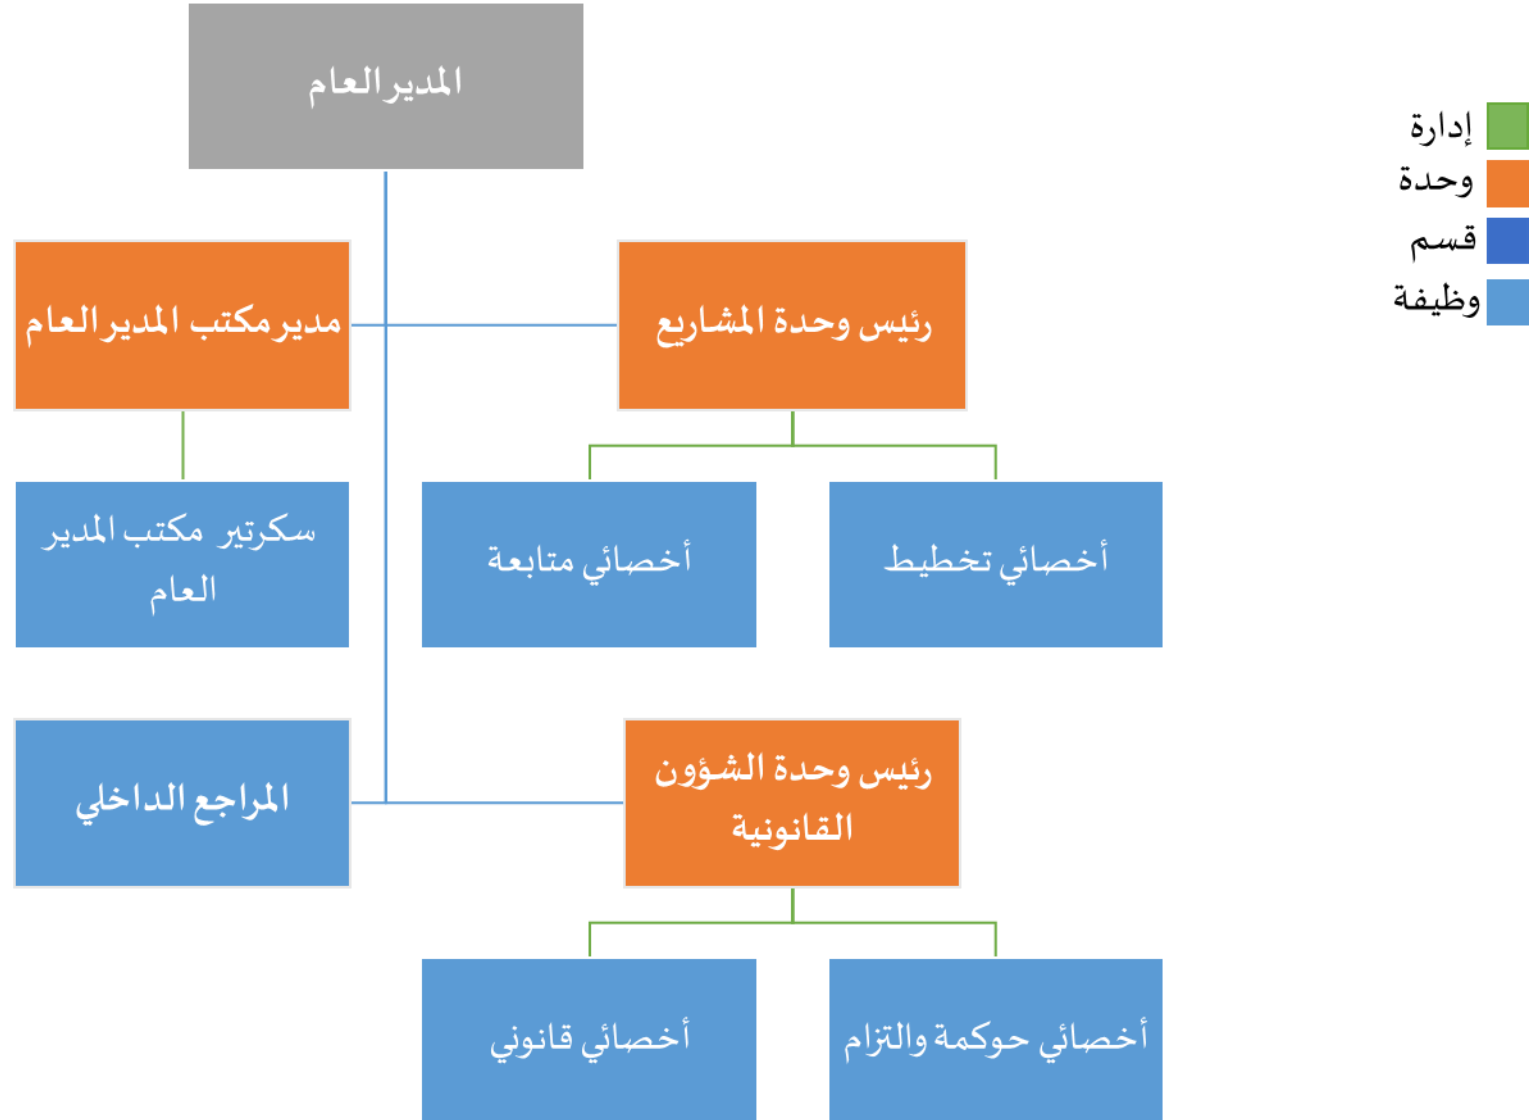 المدير العام
إدارة
وحدة
قسم
وظيفة
رئيس وحدة المشاريع
مدير مكتب المدير العام
أخصائي تخطيط
أخصائي متابعة
سكرتير مكتب المدير
العام
رئيس وحدة الشؤون
القانونية
المراجع الداخلي
أخصائي حوكمة والتزام
أخصائي قانوني